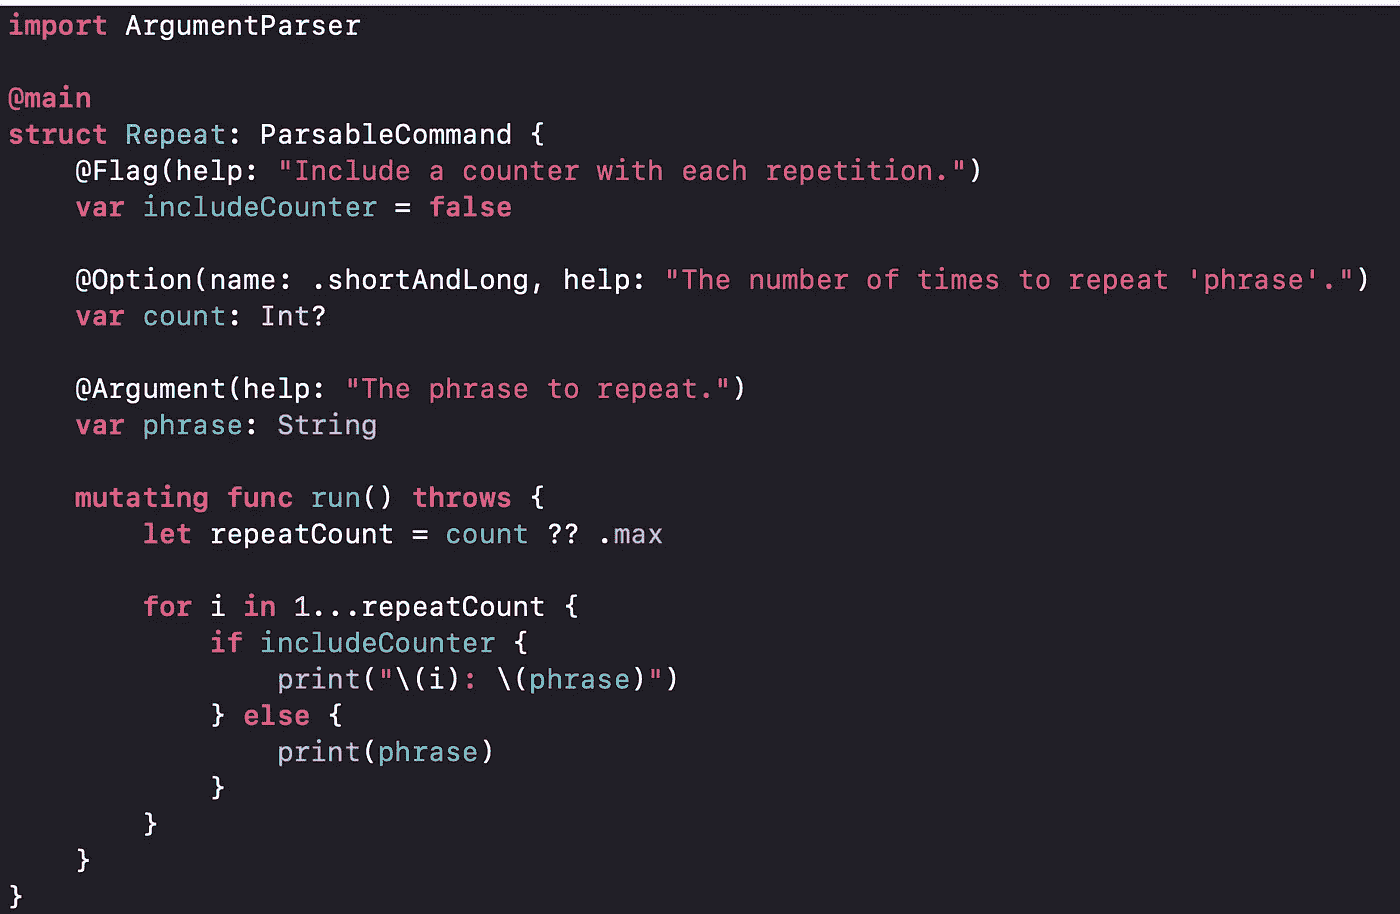 import ArgumentParser

@main
struct Repeat: ParsableCommand {
    @Flag(help: "Include a counter with each repetition.")
    var includeCounter = false

    @Option(name: .shortAndLong, help: "The number of times to repeat 'phrase'.")
    var count: Int?

    @Argument(help: "The phrase to repeat.")
    var phrase: String

    mutating func run() throws {
        let repeatCount = count ?? .max

        for i in 1...repeatCount {
            if includeCounter {
                print("\(i): \(phrase)")
            } else {
                print(phrase)
            }
        }
    }
}